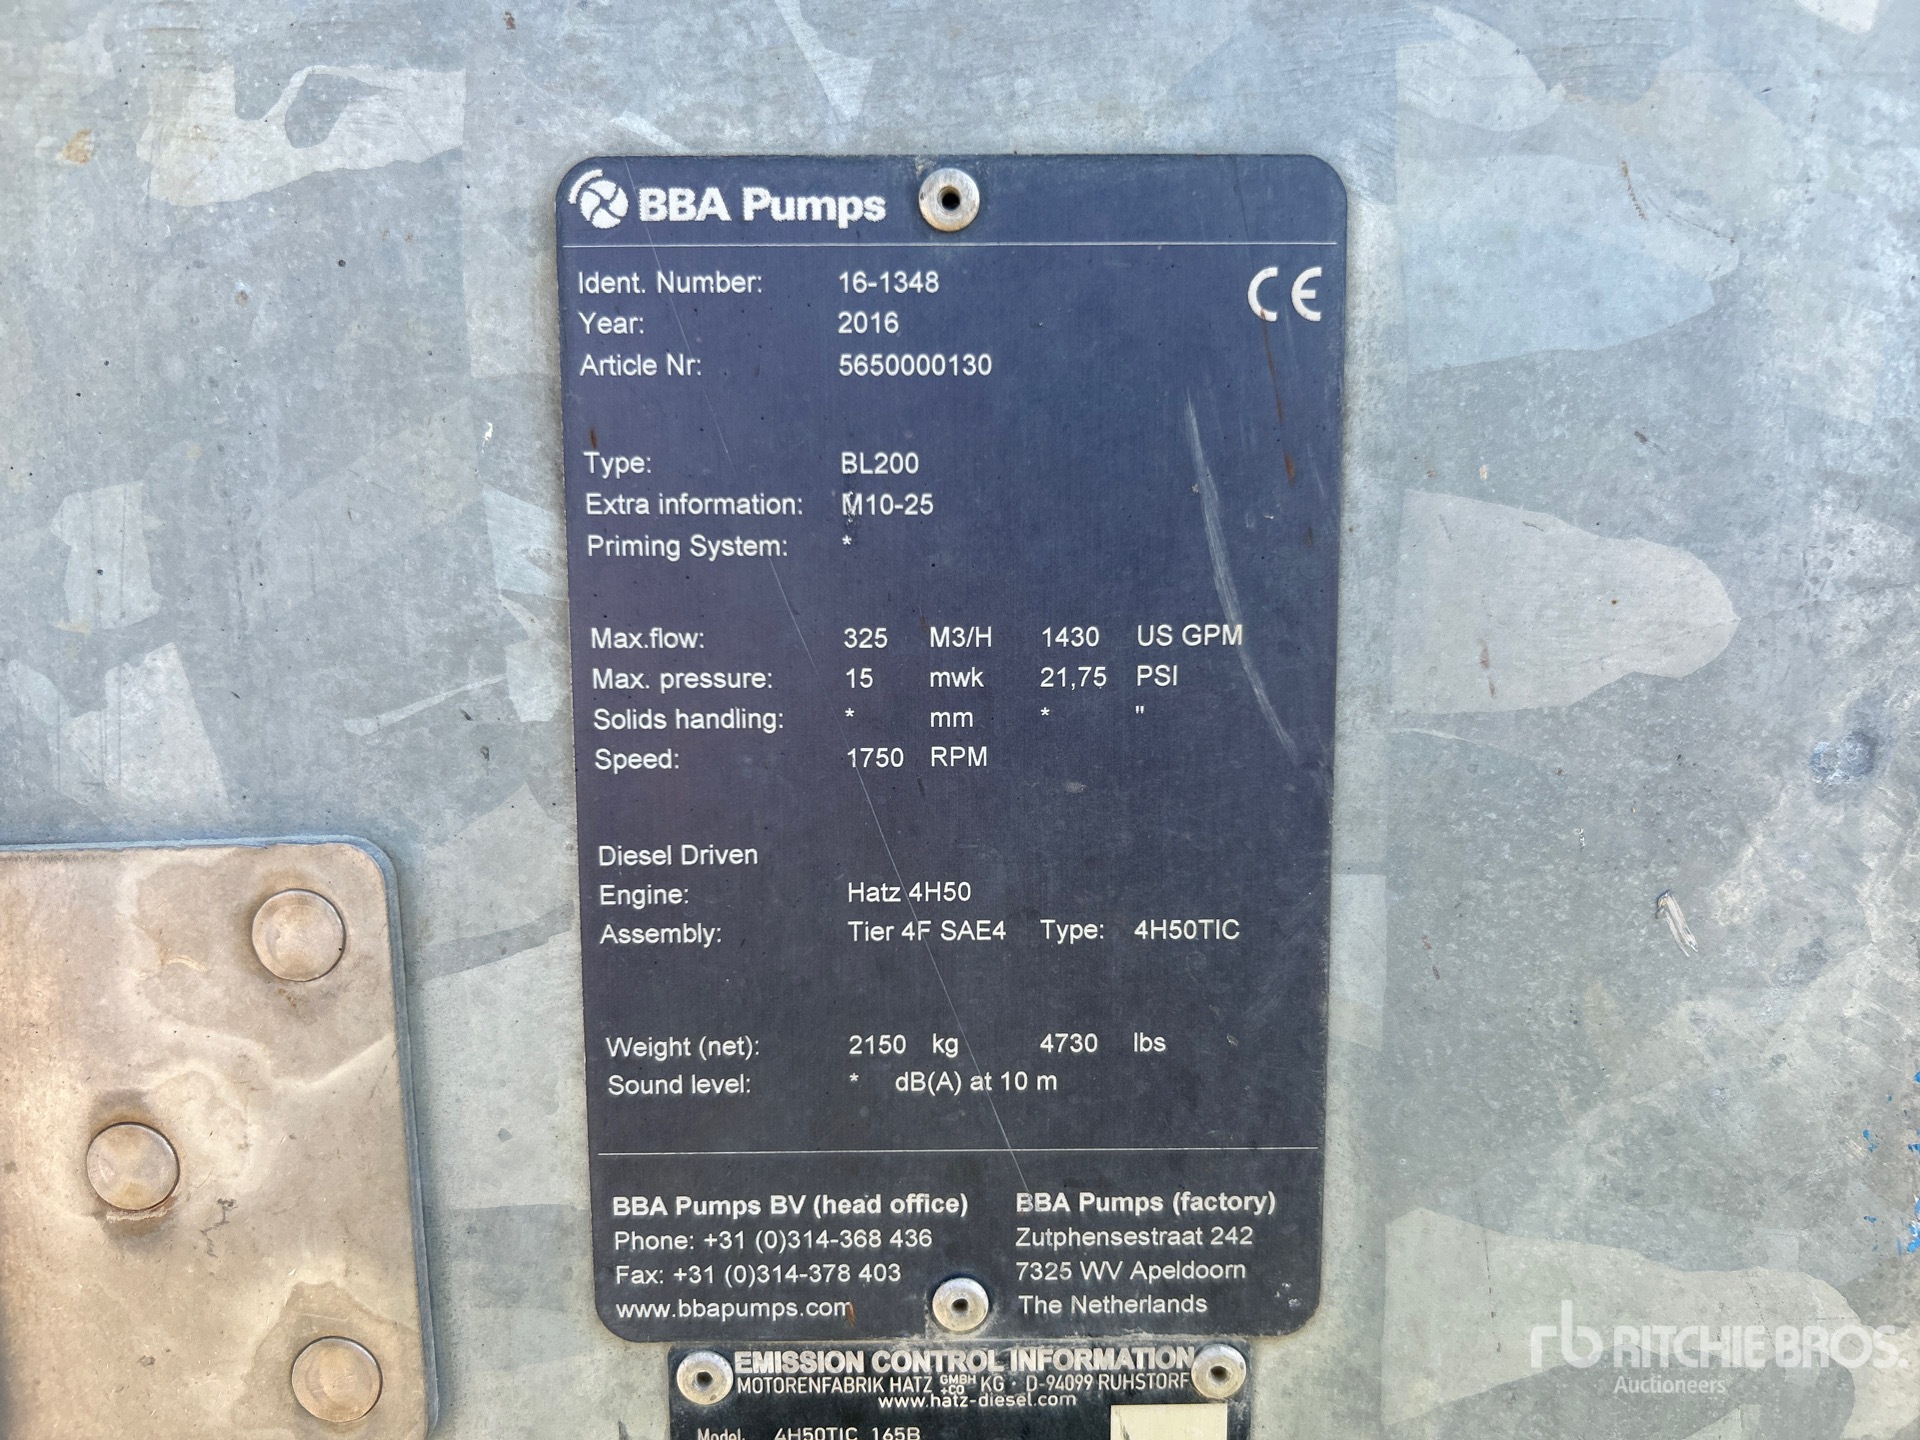 BBA Pumps
Ident. Number: 16-1348
CE
Year: 2016
Article Nr: 5650000130
Type: BL200
Extra information: M10-25
Priming System: *
Max.flow: 325 M3/H 1430 US GPM
Max. pressure: 15 mwk 21,75 PSI
Solids handling: * mm * "
Speed: 1750 RPM
Diesel Driven
Engine: Hatz 4H50
Assembly: Tier 4F SAE4 Type: 4H50TIC
Weight (net): 2150 kg 4730 lbs
Sound level: * dB(A) at 10 m
BBA Pumps BV (head office)
Phone: +31 (0)314-368 436
Fax: +31 (0)314-378 403
www.bbapumps.com
BBA Pumps (factory)
Zutphensestraat 242
7325 WV Apeldoorn
The Netherlands
EMISSION CONTROL INFORMATION
MOTORENFABRIK HATZ GMBH +CO KG · D-94099 RUHSTORF
www.hatz-diesel.com
Model. 4H50TIC 165B
rb RITCHIE BROS.
Auctioneers